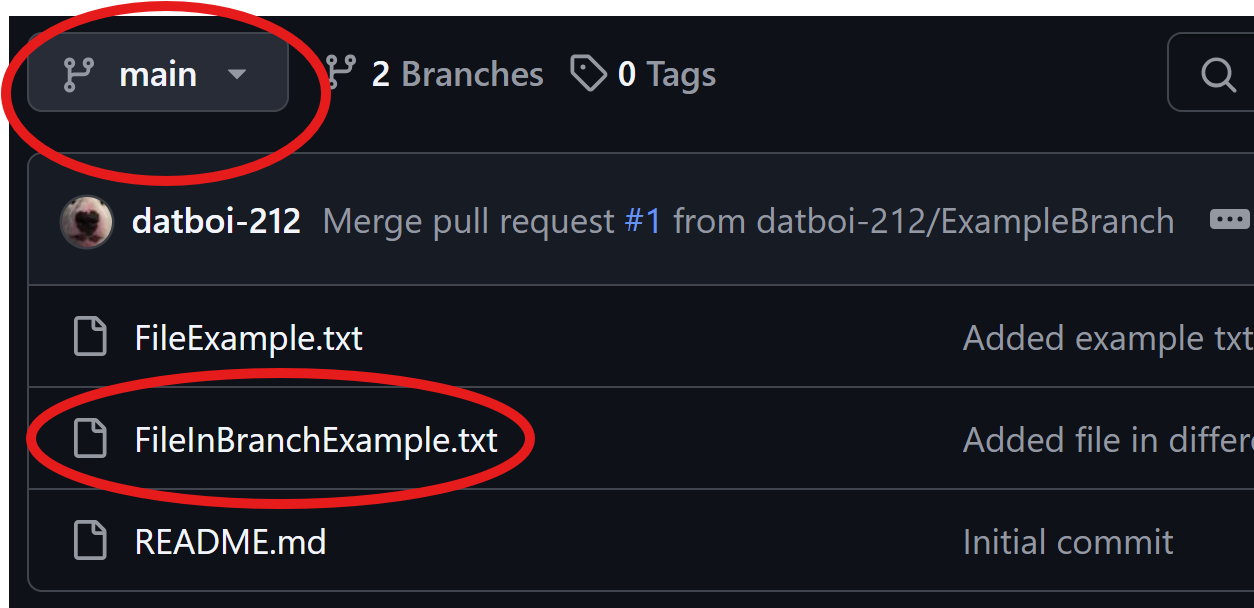 main 2 Branches 0 Tags
datboi-212 Merge pull request #1 from datboi-212/ExampleBranch
FileExample.txt Added example txt
FileInBranchExample.txt Added file in differe
README.md Initial commit